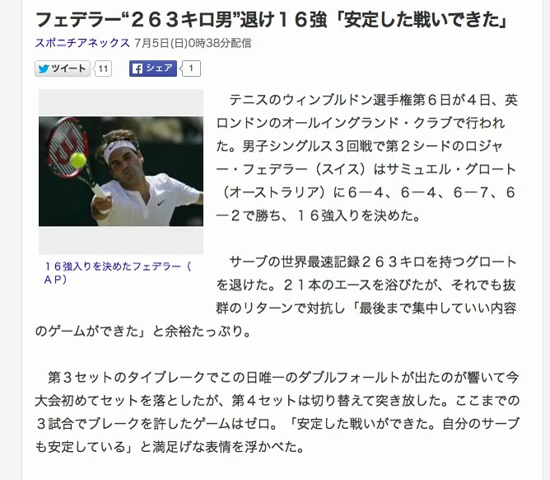 フェデラー“２６３キロ男”退け１６強「安定した戦いできた」
スポニチアネックス 7月5日(日)0時38分配信
ツイート 11 シェア 1
テニスのウィンブルドン選手権第６日が４日、英
ロンドンのオールイングランド・クラブで行われ
た。男子シングルス３回戦で第２シードのロジャ
ー・フェデラー（スイス）はサミュエル・グロート
（オーストラリア）に６―４、６―４、６―７、６
―２で勝ち、１６強入りを決めた。
１６強入りを決めたフェデラー（
ＡＰ）
サーブの世界最速記録２６３キロを持つグロート
を退けた。２１本のエースを浴びたが、それでも抜
群のリターンで対抗し「最後まで集中していい内容
のゲームができた」と余裕たっぷり。
第３セットのタイブレークでこの日唯一のダブルフォールトが出たのが響いて今
大会初めてセットを落としたが、第４セットは切り替えて突き放した。ここまでの
３試合でブレークを許したゲームはゼロ。「安定した戦いができた。自分のサーブ
も安定している」と満足げな表情を浮かべた。